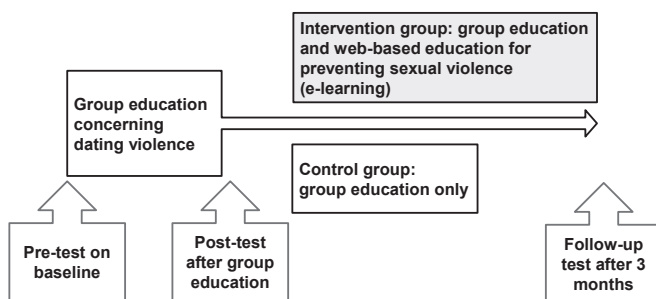 Intervention group: group education
and web-based education for
preventing sexual violence
(e-learning)
Group education
concerning
dating violence
Control group:
group education only
Pre-test on
baseline
Post-test
after group
education
Follow-up
test after 3
months